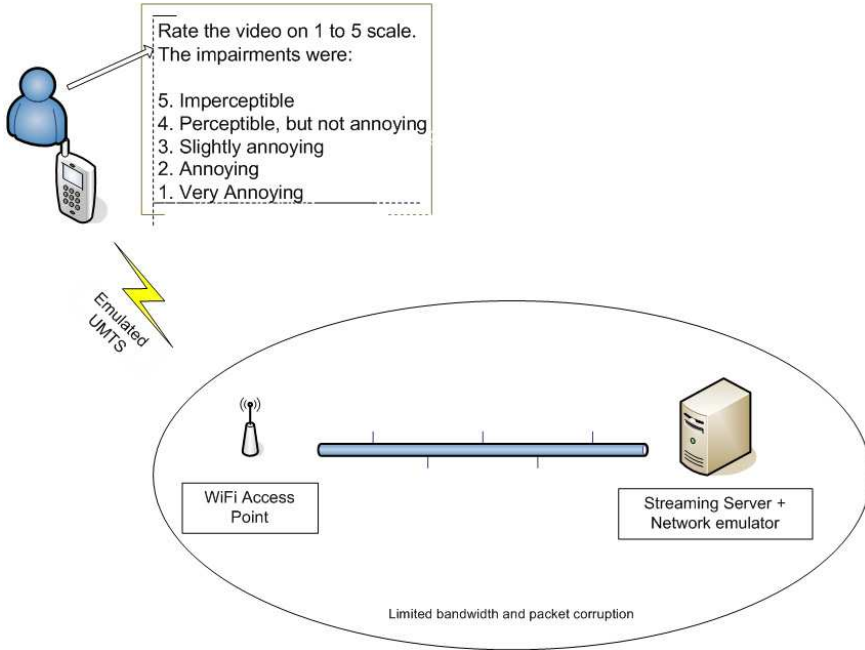 Rate the video on 1 to 5 scale.
The impairments were:
5. Imperceptible
4. Perceptible, but not annoying
3. Slightly annoying
2. Annoying
1. Very Annoying
Emulated
UMTS
WiFi Access
Point
Streaming Server +
Network emulator
Limited bandwidth and packet corruption